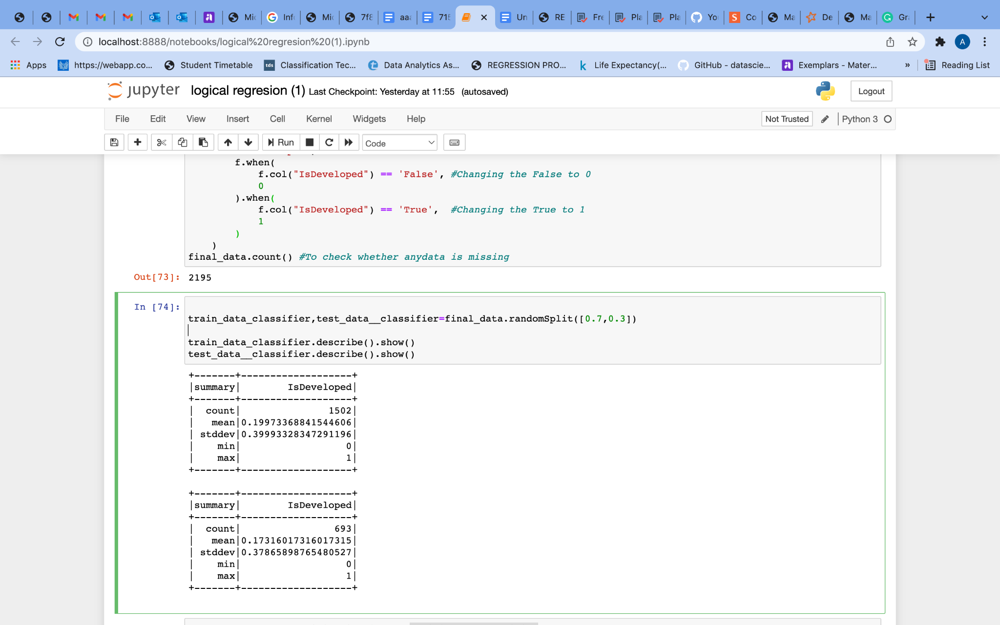 Mic
Inf
Mic
7f8
aaa
715
Un
RE
Fre
Pla
Pla
Yo
Co
Ma
De
Ma
Gra
localhost:8888/notebooks/logical%20regresion%20(1).ipynb
A
Apps
https://webapp.co...
Student Timetable
tds
Classification Tec...
Data Analytics As...
REGRESSION PRO...
Life Expectancy(...
GitHub - datascie...
Exemplars - Mater...
»
Reading List
jupyter logical regresion (1) Last Checkpoint: Yesterday at 11:55 (autosaved)
Logout
File Edit View Insert Cell Kernel Widgets Help
Not Trusted
Python 3
Run
Code
f.when(
f.col("IsDeveloped") == 'False', #Changing the False to 0
0
).when(
f.col("IsDeveloped") == 'True', #Changing the True to 1
1
)
)
final_data.count() #To check whether anydata is missing
Out[73]: 2195
In [74]:
train_data_classifier,test_data__classifier=final_data.randomSplit([0.7,0.3])
train_data_classifier.describe().show()
test_data__classifier.describe().show()
+-------+-------------------+
|summary|        IsDeveloped|
+-------+-------------------+
|  count|               1502|
|   mean|0.19973368841544606|
| stddev|0.39993328347291196|
|    min|                  0|
|    max|                  1|
+-------+-------------------+
+-------+-------------------+
|summary|        IsDeveloped|
+-------+-------------------+
|  count|                693|
|   mean|0.17316017316017315|
| stddev|0.37865898765480527|
|    min|                  0|
|    max|                  1|
+-------+-------------------+